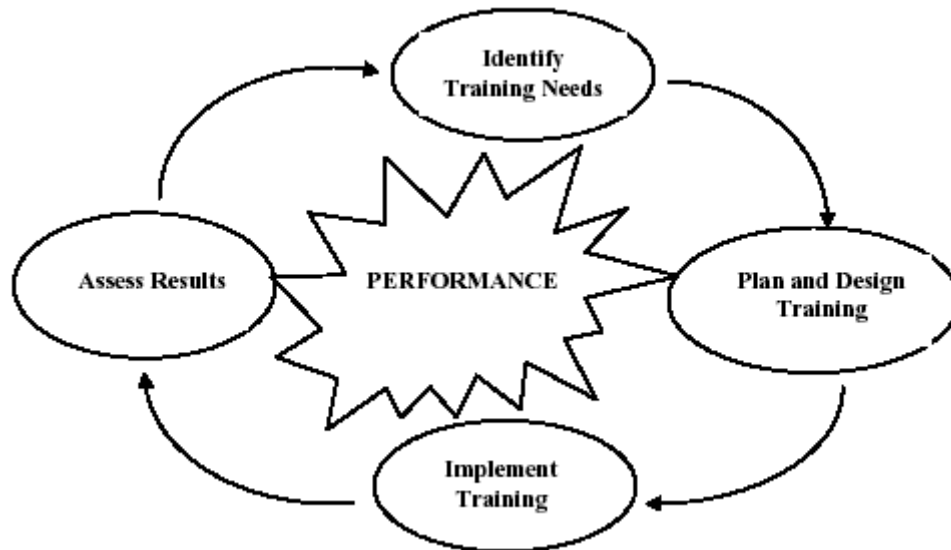 Identify
Training Needs
Assess Results
PERFORMANCE
Plan and Design
Training
Implement
Training